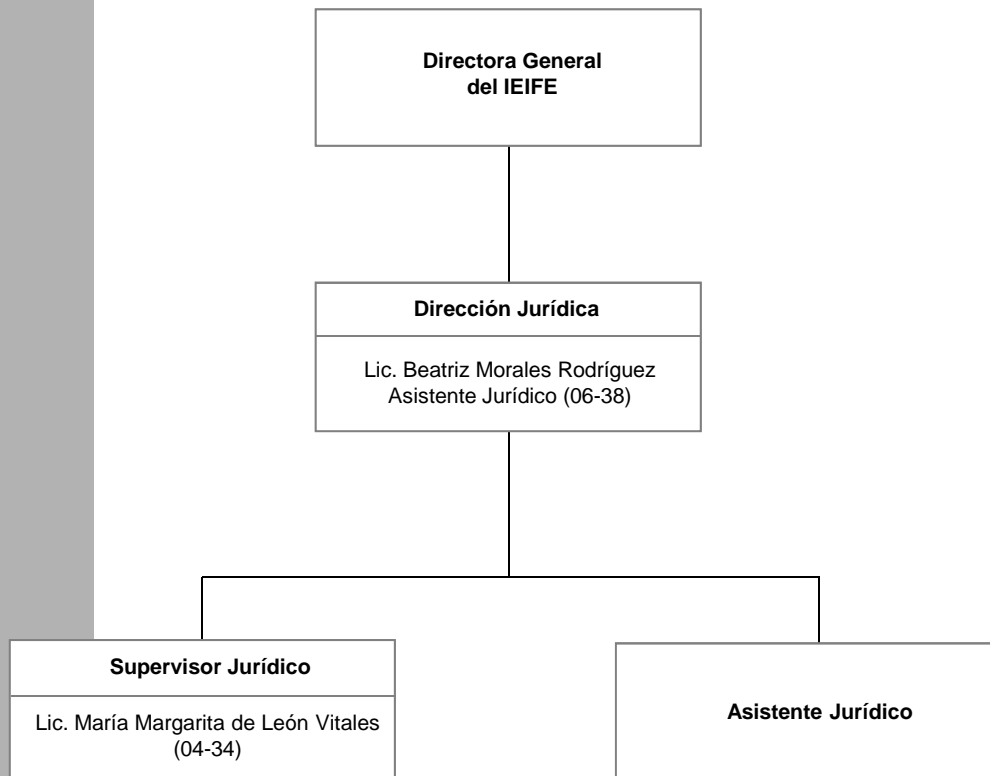 Directora General
del IEIFE
Dirección Jurídica
Lic. Beatriz Morales Rodríguez
Asistente Jurídico (06-38)
Supervisor Jurídico
Lic. María Margarita de León Vitales
(04-34)
Asistente Jurídico